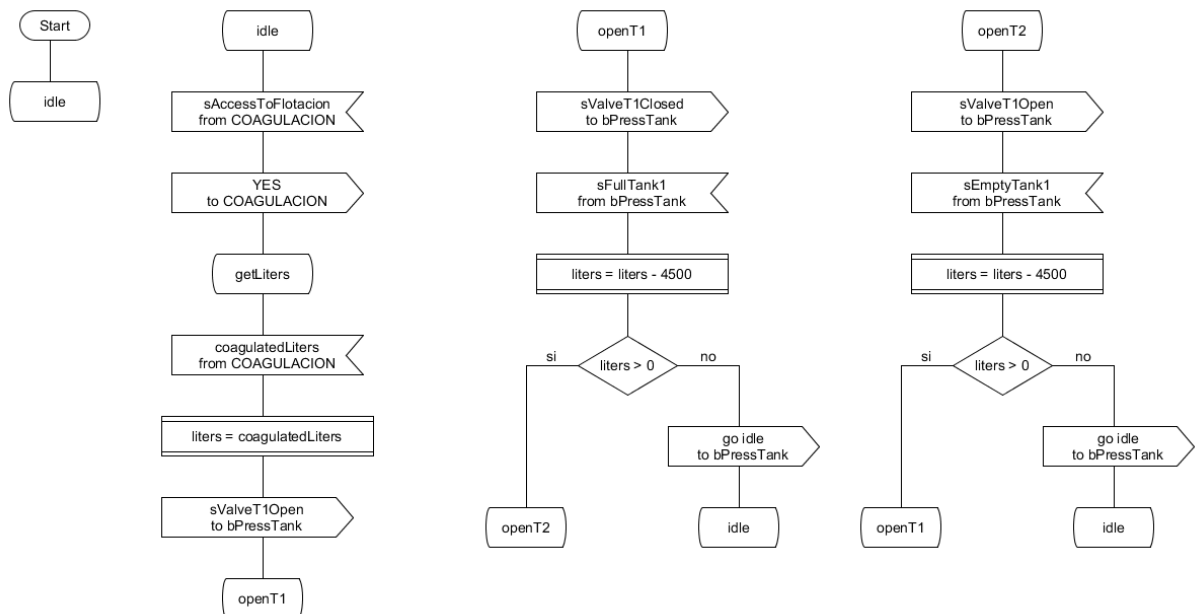 Start
idle
idle
sAccessToFlotacion
from COAGULACION
YES
to COAGULACION
getLiters
coagulatedLiters
from COAGULACION
liters = coagulatedLiters
sValveT1Open
to bPressTank
openT1
openT1
sValveT1Closed
to bPressTank
sFullTank1
from bPressTank
liters = liters - 4500
liters > 0
si
no
go idle
to bPressTank
openT2
idle
openT2
sValveT1Open
to bPressTank
sEmptyTank1
from bPressTank
liters = liters - 4500
liters > 0
si
no
go idle
to bPressTank
openT1
idle